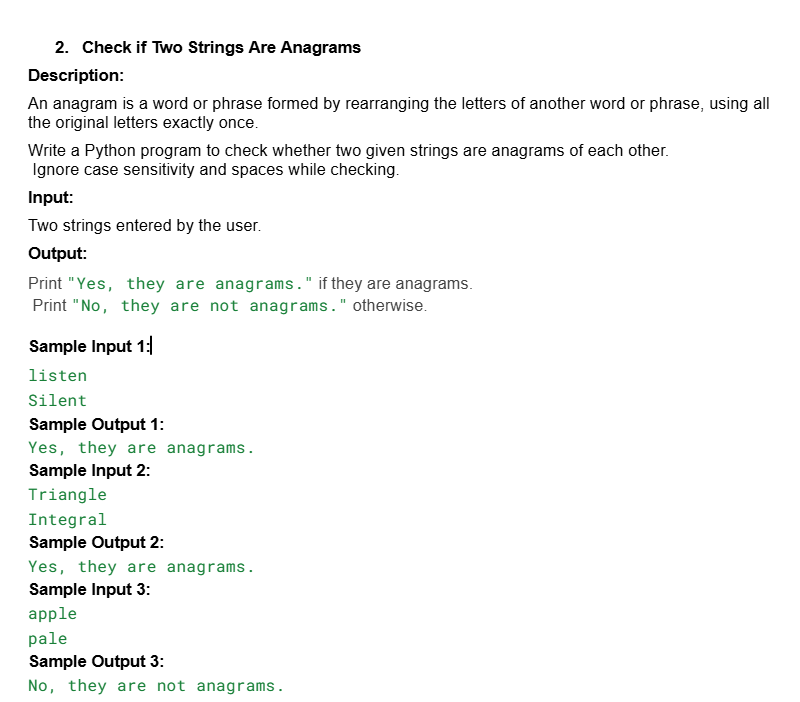 2. Check if Two Strings Are Anagrams
Description:
An anagram is a word or phrase formed by rearranging the letters of another word or phrase, using all
the original letters exactly once.
Write a Python program to check whether two given strings are anagrams of each other.
Ignore case sensitivity and spaces while checking.
Input:
Two strings entered by the user.
Output:
Print "Yes, they are anagrams." if they are anagrams.
Print "No, they are not anagrams." otherwise.
Sample Input 1:
listen
Silent
Sample Output 1:
Yes, they are anagrams.
Sample Input 2:
Triangle
Integral
Sample Output 2:
Yes, they are anagrams.
Sample Input 3:
apple
pale
Sample Output 3:
No, they are not anagrams.